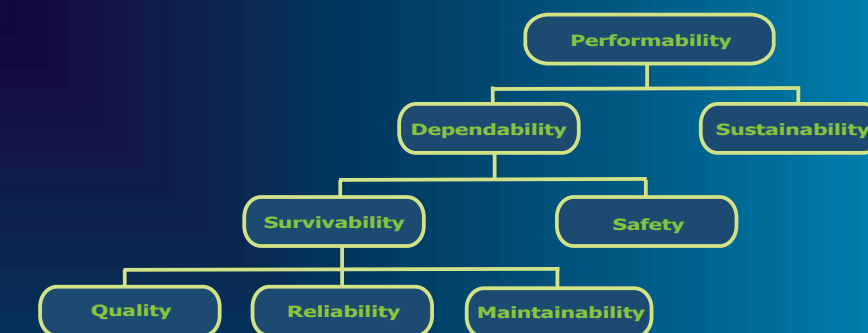 Performability
Dependability
Sustainability
Survivability
Safety
Quality
Reliability
Maintainability